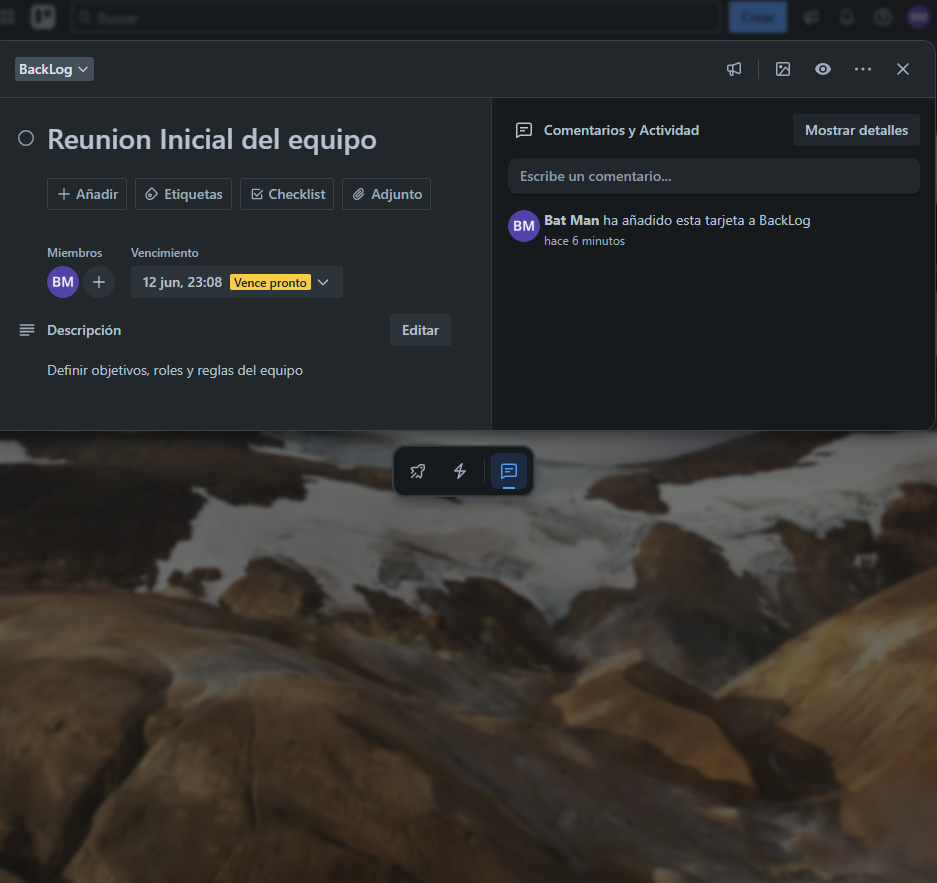 Buscar
Crear
BM
BackLog
Reunion Inicial del equipo
Añadir
Etiquetas
Checklist
Adjunto
Miembros
Vencimiento
BM
12 jun, 23:08 Vence pronto
Descripción
Editar
Definir objetivos, roles y reglas del equipo
Comentarios y Actividad
Mostrar detalles
Escribe un comentario...
BM
Bat Man ha añadido esta tarjeta a BackLog
hace 6 minutos